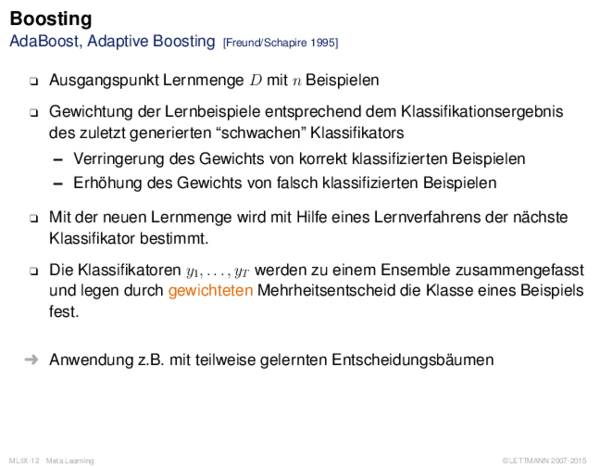 Boosting
AdaBoost, Adaptive Boosting [Freund/Schapire 1995]
❑ Ausgangspunkt Lernmenge D mit n Beispielen
❑ Gewichtung der Lernbeispiele entsprechend dem Klassifikationsergebnis
des zuletzt generierten “schwachen” Klassifikators
– Verringerung des Gewichts von korrekt klassifizierten Beispielen
– Erhöhung des Gewichts von falsch klassifizierten Beispielen
❑ Mit der neuen Lernmenge wird mit Hilfe eines Lernverfahrens der nächste
Klassifikator bestimmt.
❑ Die Klassifikatoren y₁, . . . , y_T werden zu einem Ensemble zusammengefasst
und legen durch gewichteten Mehrheitsentscheid die Klasse eines Beispiels
fest.
➜ Anwendung z.B. mit teilweise gelernten Entscheidungsbäumen
ML:IX-12 Meta Learning ©LETTMANN 2007-2015